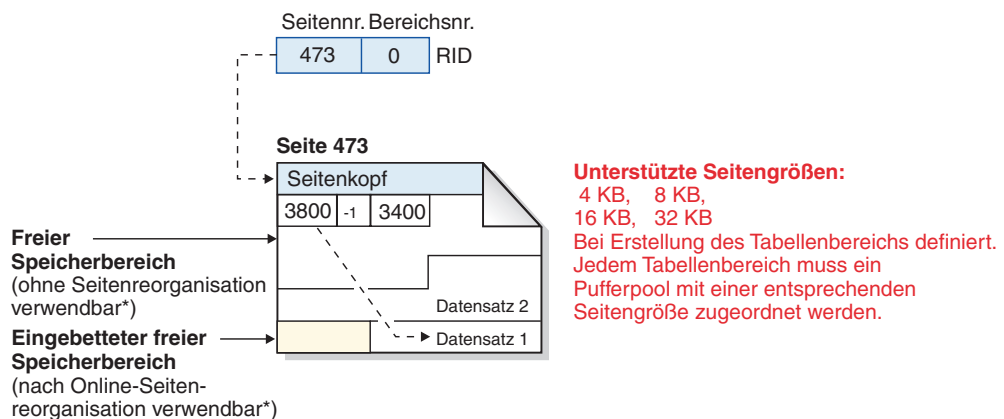 Seitennr. Bereichsnr.
473 0 RID
Seite 473
Seitenkopf
3800 -1 3400
Freier
Speicherbereich
(ohne Seitenreorganisation
verwendbar*)
Datensatz 2
Datensatz 1
Eingebetteter freier
Speicherbereich
(nach Online-Seiten-
reorganisation verwendbar*)
Unterstützte Seitengrößen:
4 KB, 8 KB,
16 KB, 32 KB
Bei Erstellung des Tabellenbereichs definiert.
Jedem Tabellenbereich muss ein
Pufferpool mit einer entsprechenden
Seitengröße zugeordnet werden.